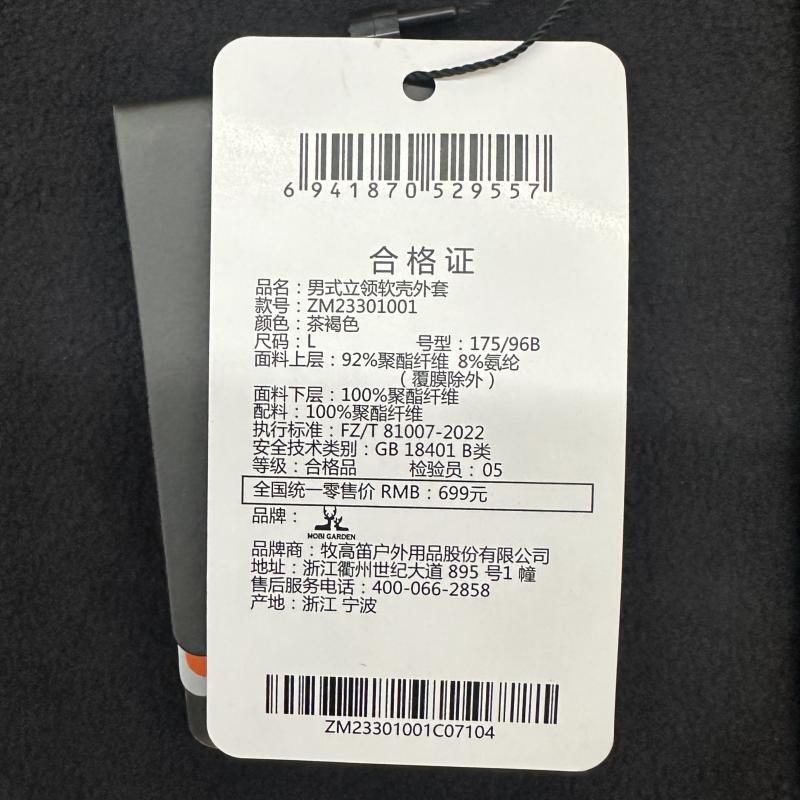 6 941870 529557
合格证
品名：男式立领软壳外套
款号：ZM23301001
颜色：茶褐色
尺码：L 号型：175/96B
面料上层：92%聚酯纤维 8%氨纶
（覆膜除外）
面料下层：100%聚酯纤维
配料：100%聚酯纤维
执行标准：FZ/T 81007-2022
安全技术类别：GB 18401 B类
等级：合格品 检验员：05
全国统一零售价 RMB：699元
品牌：
MOBI GARDEN
品牌商：牧高笛户外用品股份有限公司
地址：浙江衢州世纪大道 895 号1 幢
售后服务电话：400-066-2858
产地：浙江 宁波
ZM23301001C07104